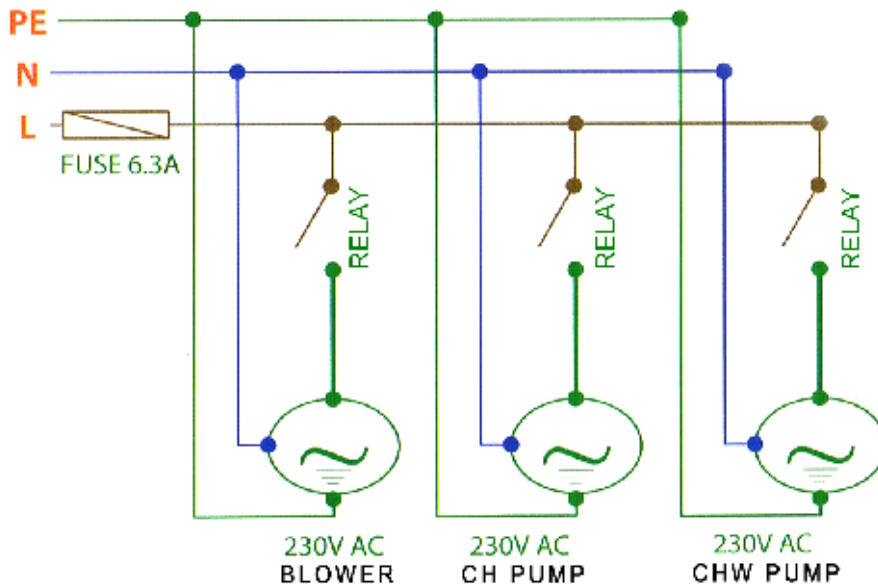 PE
N
L
FUSE 6.3A
RELAY
RELAY
RELAY
230V AC
BLOWER
230V AC
CH PUMP
230V AC
CHW PUMP